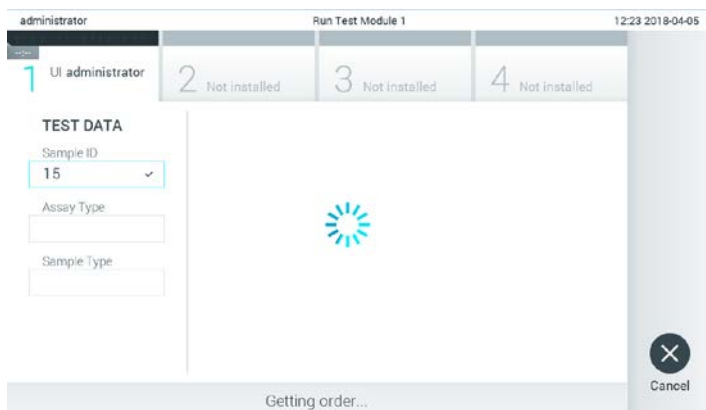 administrator Run Test Module 1 12:23 2018-04-05
1 UI administrator 2 Not installed 3 Not installed 4 Not installed
TEST DATA
Sample ID
15
Assay Type
Sample Type
Cancel
Getting order...